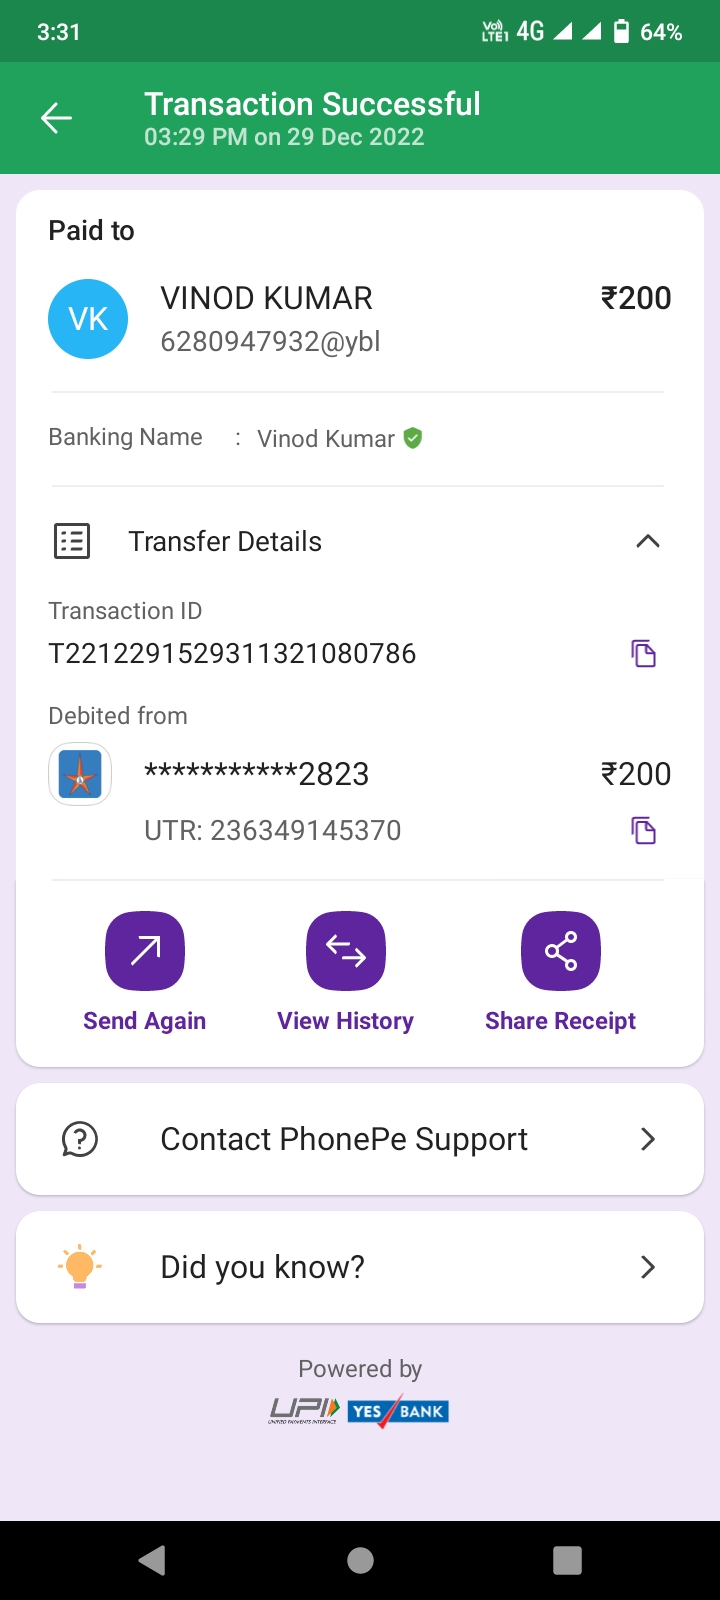 3:31
Vo) LTE1 4G 64%
Transaction Successful
03:29 PM on 29 Dec 2022
Paid to
VK
VINOD KUMAR ₹200
6280947932@ybl
Banking Name : Vinod Kumar
Transfer Details
Transaction ID
T2212291529311321080786
Debited from
***********2823 ₹200
UTR: 236349145370
Send Again View History Share Receipt
Contact PhonePe Support
Did you know?
Powered by
UPI YES BANK
UNIFIED PAYMENTS INTERFACE